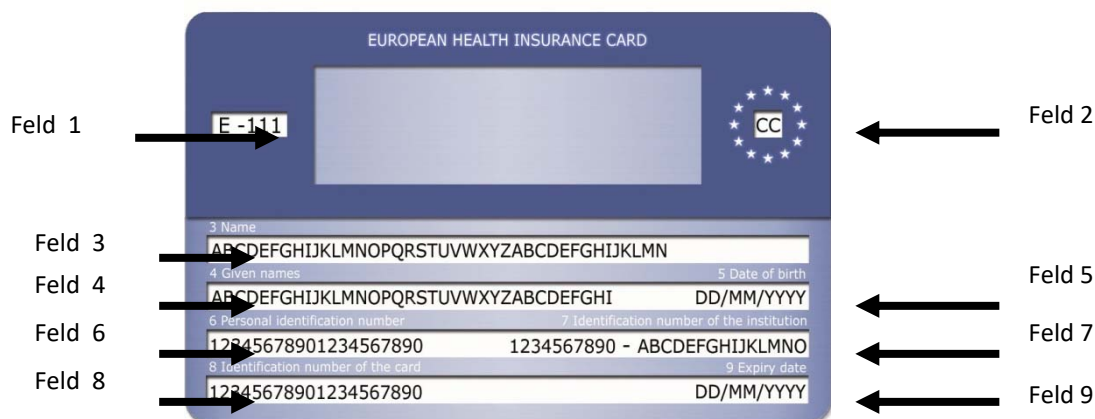 EUROPEAN HEALTH INSURANCE CARD
Feld 1
E -111
CC
Feld 2
3 Name
Feld 3
ABCDEFGHIJKLMNOPQRSTUVWXYZABCDEFGHIJKLMN
4 Given names 5 Date of birth
Feld 4
ABCDEFGHIJKLMNOPQRSTUVWXYZABCDEFGHI DD/MM/YYYY
Feld 5
6 Personal identification number 7 Identification number of the institution
Feld 6
12345678901234567890 1234567890 - ABCDEFGHIJKLMNO
Feld 7
8 Identification number of the card 9 Expiry date
Feld 8
12345678901234567890 DD/MM/YYYY
Feld 9